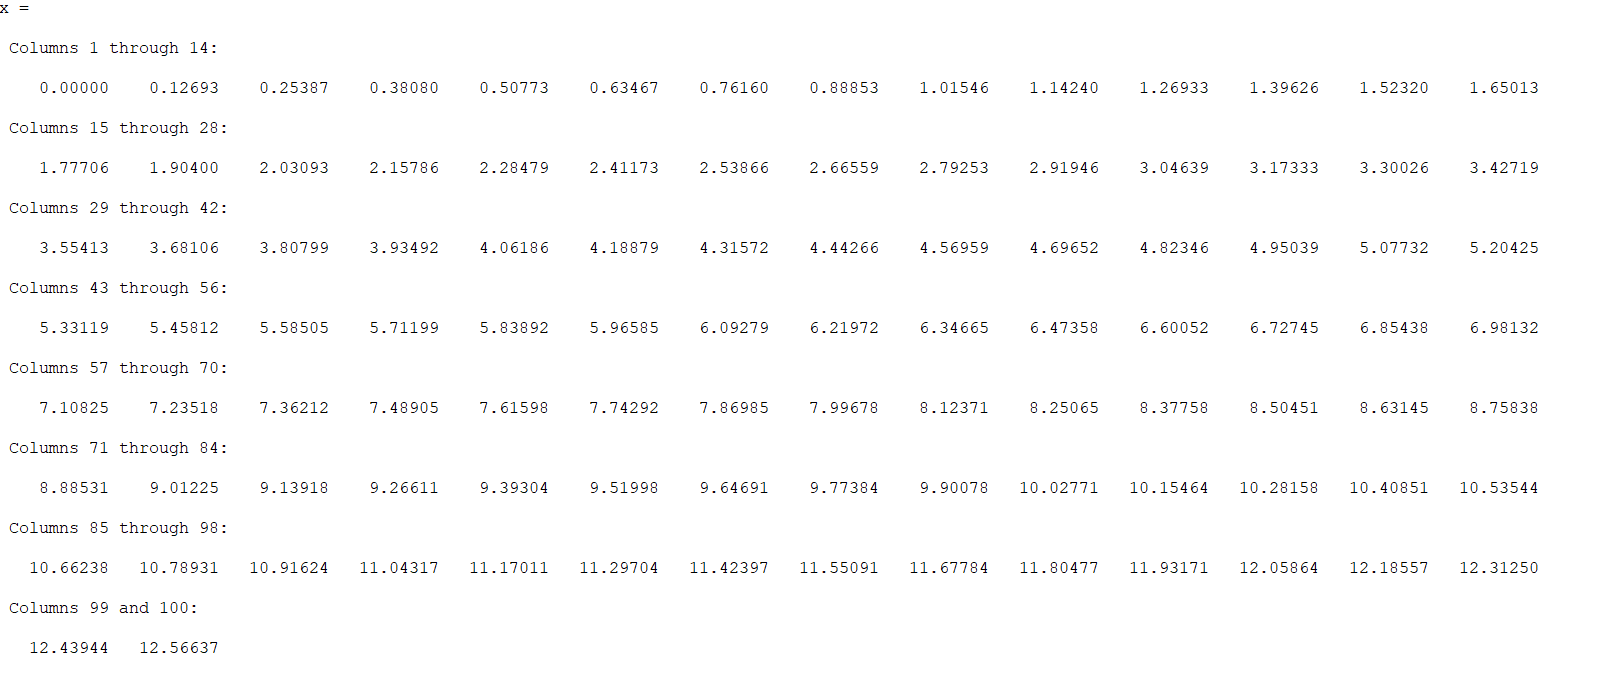 x =
Columns 1 through 14:
0.00000 0.12693 0.25387 0.38080 0.50773 0.63467 0.76160 0.88853 1.01546 1.14240 1.26933 1.39626 1.52320 1.65013
Columns 15 through 28:
1.77706 1.90400 2.03093 2.15786 2.28479 2.41173 2.53866 2.66559 2.79253 2.91946 3.04639 3.17333 3.30026 3.42719
Columns 29 through 42:
3.55413 3.68106 3.80799 3.93492 4.06186 4.18879 4.31572 4.44266 4.56959 4.69652 4.82346 4.95039 5.07732 5.20425
Columns 43 through 56:
5.33119 5.45812 5.58505 5.71199 5.83892 5.96585 6.09279 6.21972 6.34665 6.47358 6.60052 6.72745 6.85438 6.98132
Columns 57 through 70:
7.10825 7.23518 7.36212 7.48905 7.61598 7.74292 7.86985 7.99678 8.12371 8.25065 8.37758 8.50451 8.63145 8.75838
Columns 71 through 84:
8.88531 9.01225 9.13918 9.26611 9.39304 9.51998 9.64691 9.77384 9.90078 10.02771 10.15464 10.28158 10.40851 10.53544
Columns 85 through 98:
10.66238 10.78931 10.91624 11.04317 11.17011 11.29704 11.42397 11.55091 11.67784 11.80477 11.93171 12.05864 12.18557 12.31250
Columns 99 and 100:
12.43944 12.56637